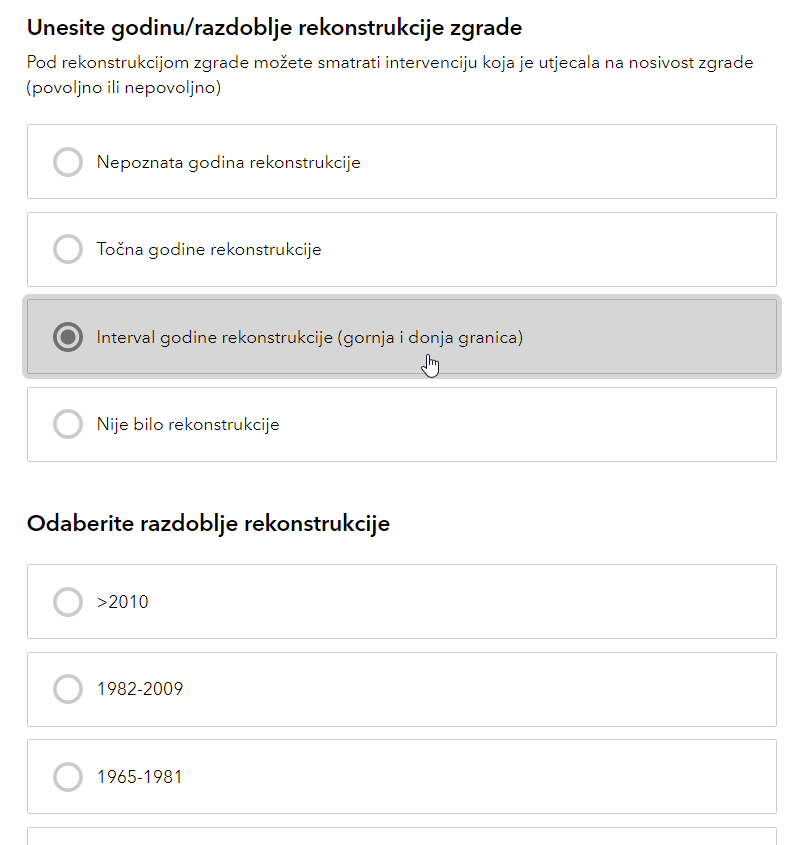 Unesite godinu/razdoblje rekonstrukcije zgrade
Pod rekonstrukcijom zgrade možete smatrati intervenciju koja je utjecala na nosivost zgrade
(povoljno ili nepovoljno)
Nepoznata godina rekonstrukcije
Točna godine rekonstrukcije
Interval godine rekonstrukcije (gornja i donja granica)
Nije bilo rekonstrukcije
Odaberite razdoblje rekonstrukcije
>2010
1982-2009
1965-1981